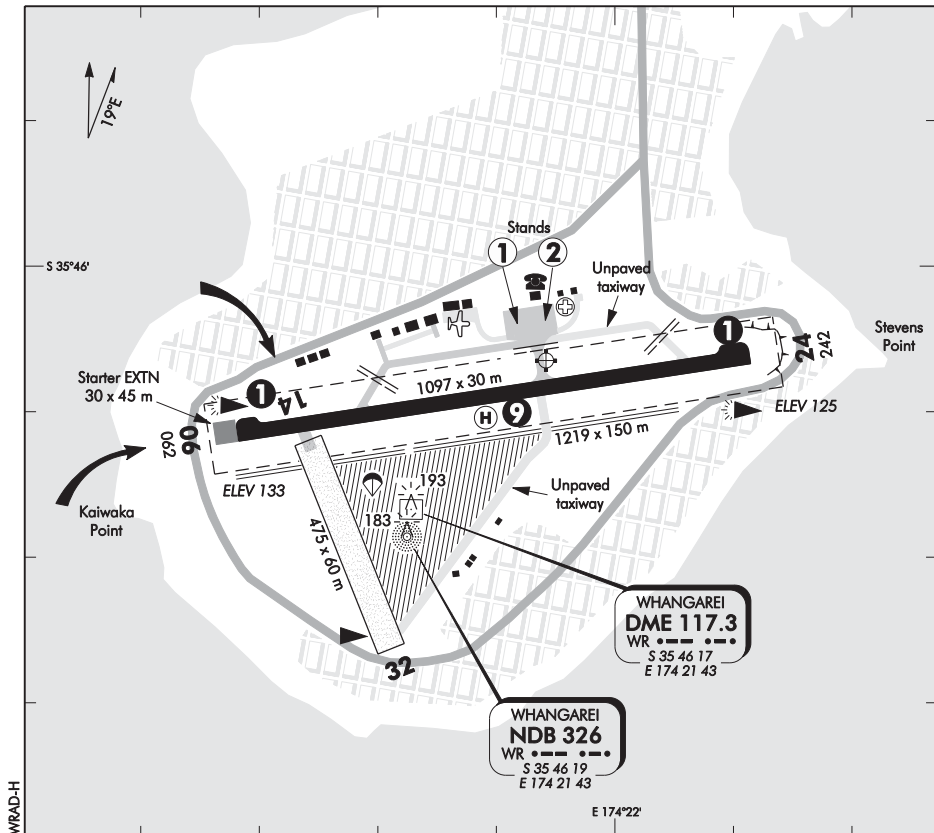 19°E
Stands
1
2
Unpaved
taxiway
S 35°46'
1
24
242
Stevens
Point
Starter EXTN
30 x 45 m
1
14
1097 x 30 m
ELEV 125
H
9
062
06
1219 x 150 m
ELEV 133
Kaiwaka
Point
193
183
Unpaved
taxiway
475 x 60 m
32
WHANGAREI
DME 117.3
WR •–– •–•
S 35 46 17
E 174 21 43
WHANGAREI
NDB 326
WR •–– •–•
S 35 46 19
E 174 21 43
WRAD-H
E 174°22'